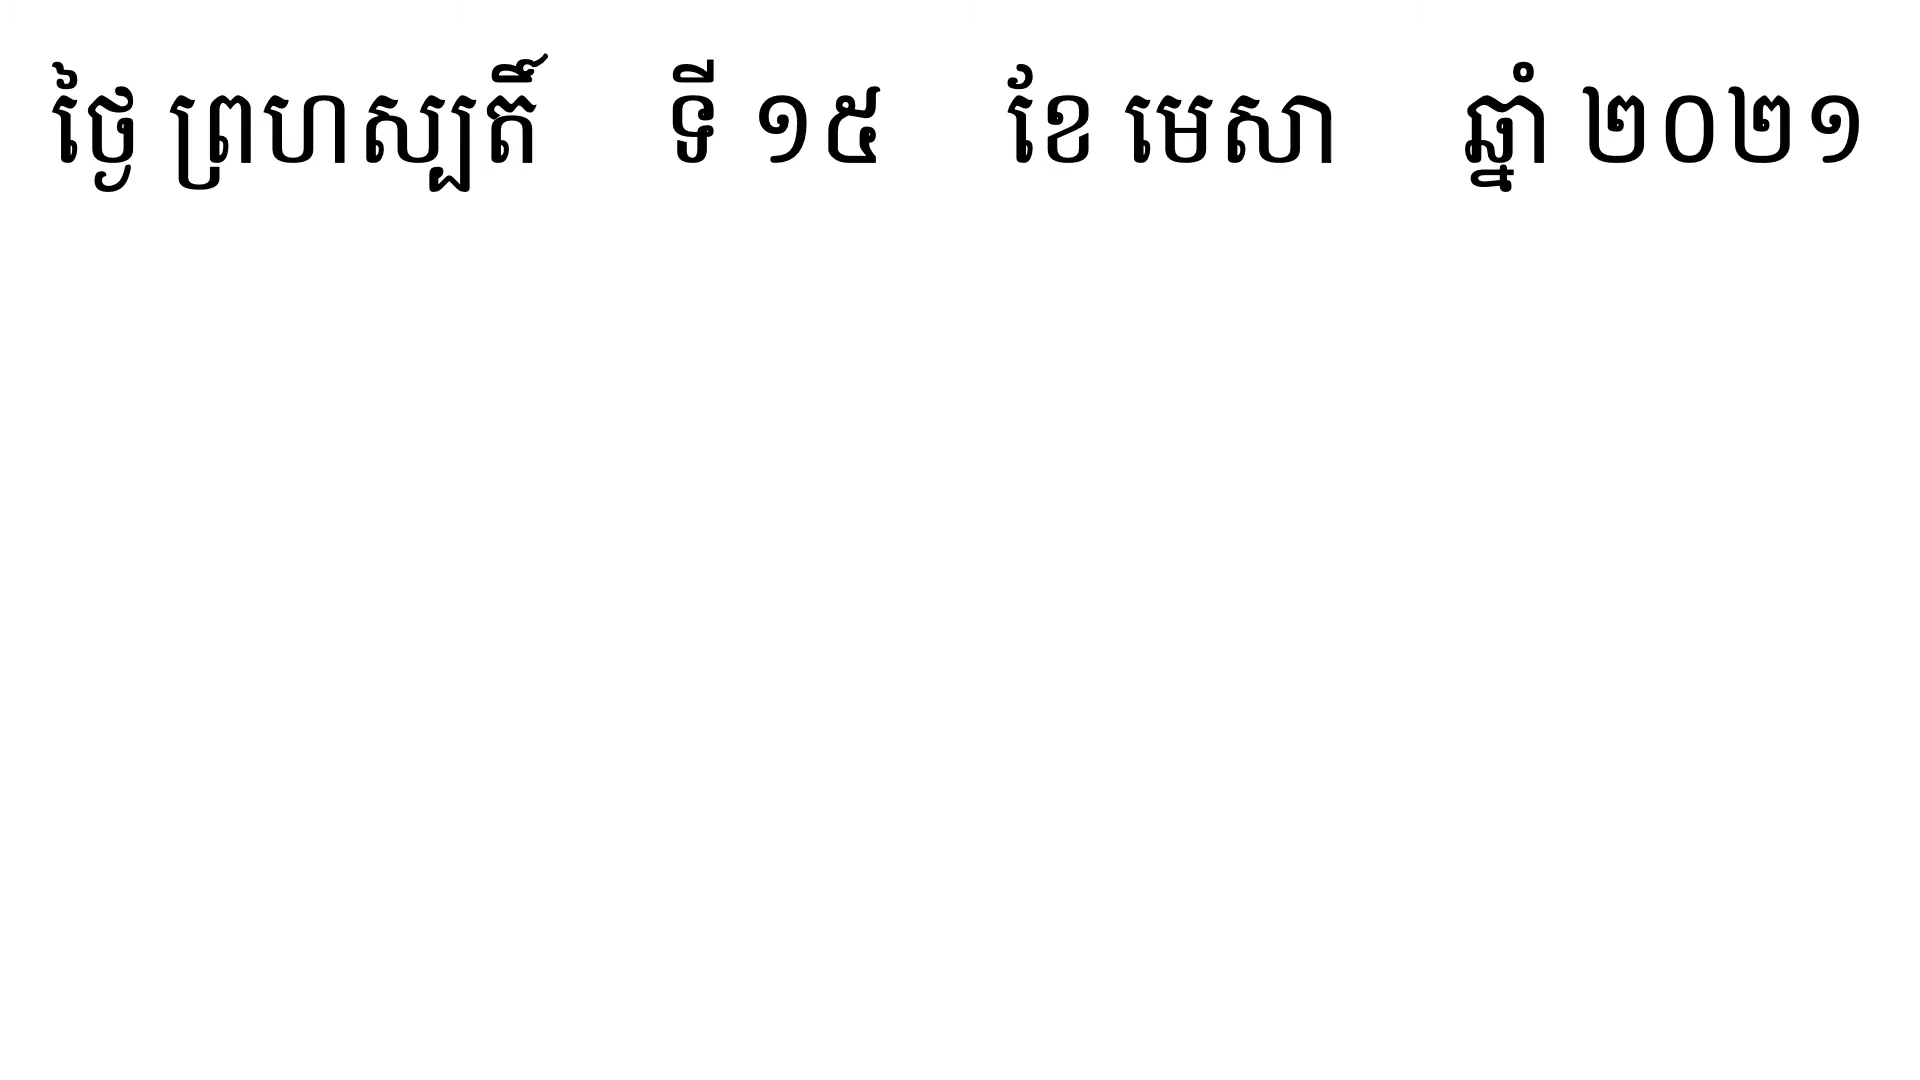 ថ្ងៃ ព្រហស្បតិ៍ ទី ១៥ ខែ មេសា ឆ្នាំ ២០២១